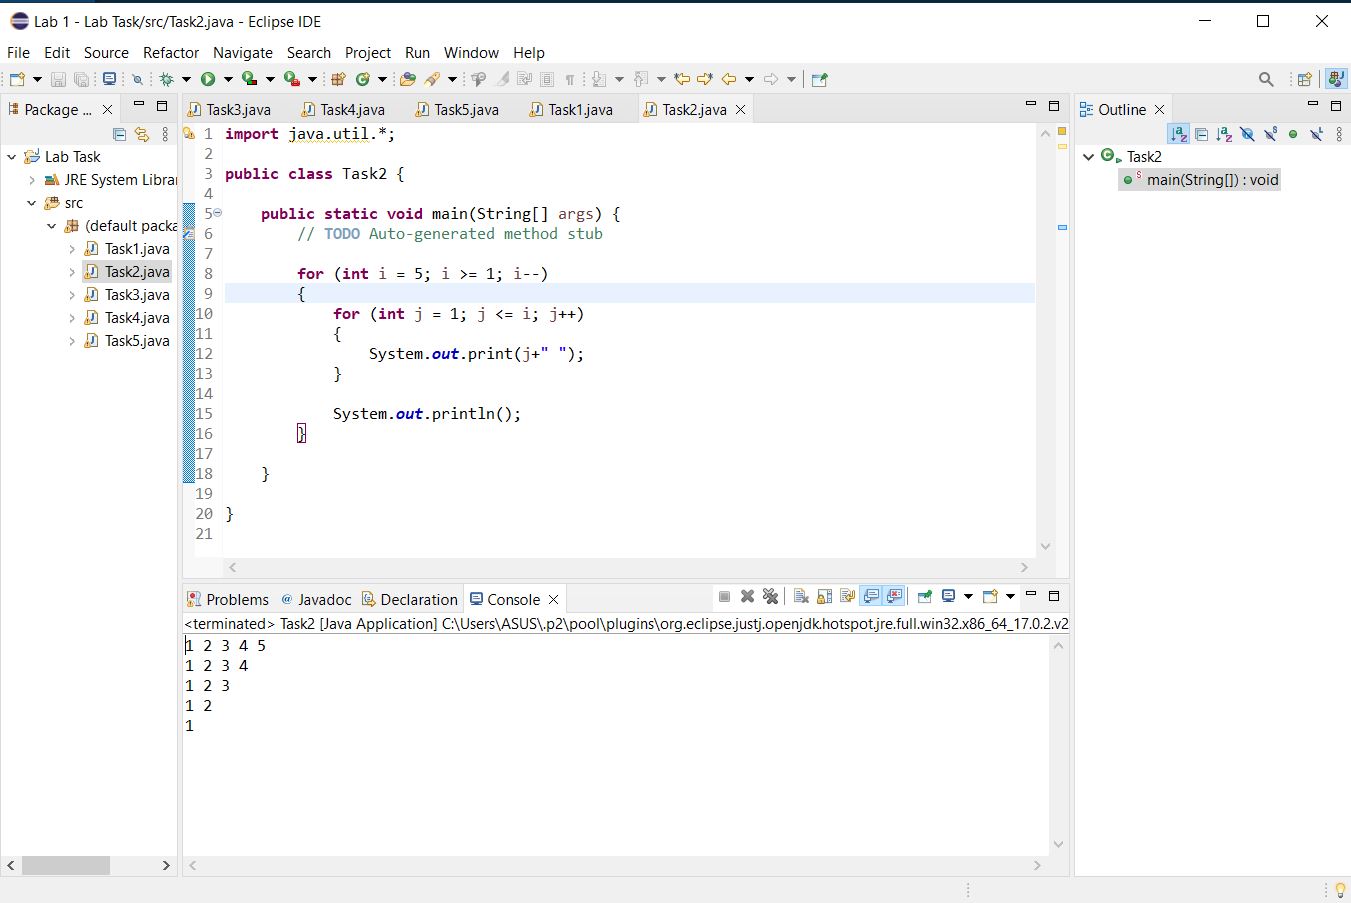 Lab 1 - Lab Task/src/Task2.java - Eclipse IDE
File Edit Source Refactor Navigate Search Project Run Window Help
Package ...
Lab Task
JRE System Librar
src
(default packa
Task1.java
Task2.java
Task3.java
Task4.java
Task5.java
Task3.java Task4.java Task5.java Task1.java Task2.java
1 import java.util.*;
2
3 public class Task2 {
4
5     public static void main(String[] args) {
6         // TODO Auto-generated method stub
7
8         for (int i = 5; i >= 1; i--)
9         {
10             for (int j = 1; j <= i; j++)
11             {
12                 System.out.print(j+" ");
13             }
14
15             System.out.println();
16         }
17
18     }
19
20 }
21
Outline
Task2
main(String[]) : void
Problems @ Javadoc Declaration Console
<terminated> Task2 [Java Application] C:\Users\ASUS\.p2\pool\plugins\org.eclipse.justj.openjdk.hotspot.jre.full.win32.x86_64_17.0.2.v2
1 2 3 4 5
1 2 3 4
1 2 3
1 2
1